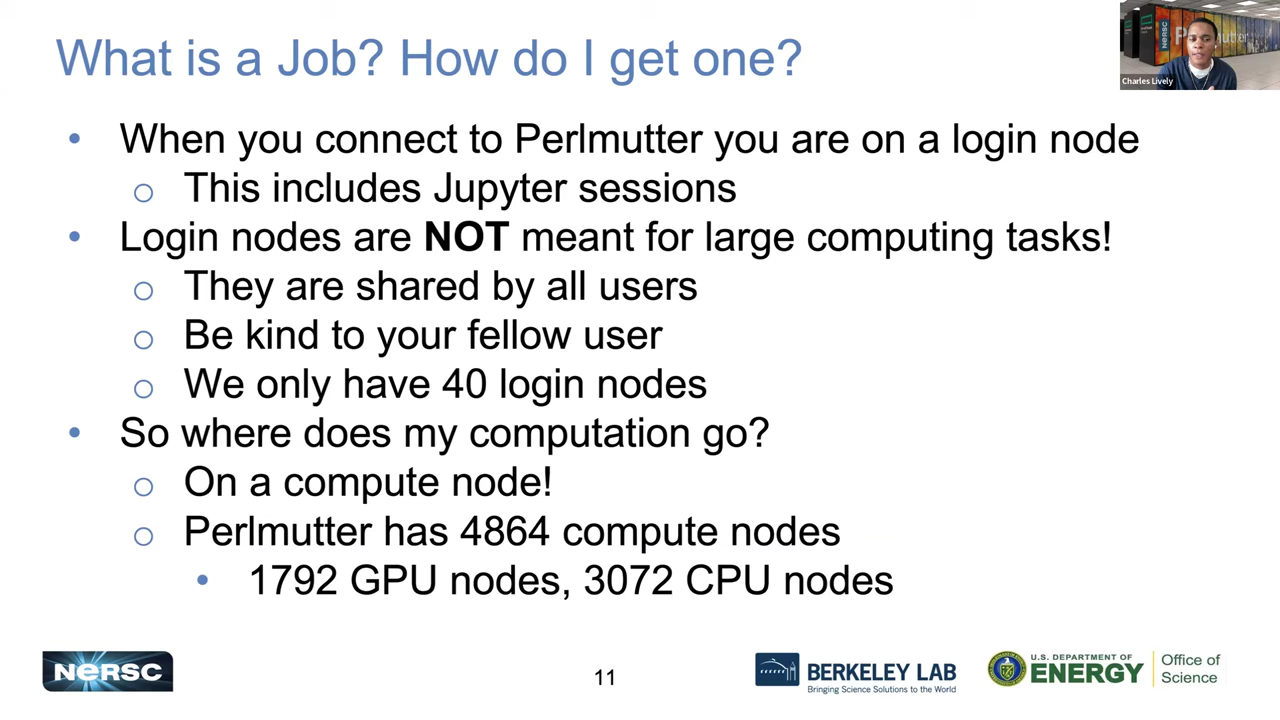 What is a Job? How do I get one?
• When you connect to Perlmutter you are on a login node
o This includes Jupyter sessions
• Login nodes are NOT meant for large computing tasks!
o They are shared by all users
o Be kind to your fellow user
o We only have 40 login nodes
• So where does my computation go?
o On a compute node!
o Perlmutter has 4864 compute nodes
• 1792 GPU nodes, 3072 CPU nodes
Charles Lively
NERSC
11
BERKELEY LAB
Bringing Science Solutions to the World
U.S. DEPARTMENT OF
ENERGY
Office of
Science